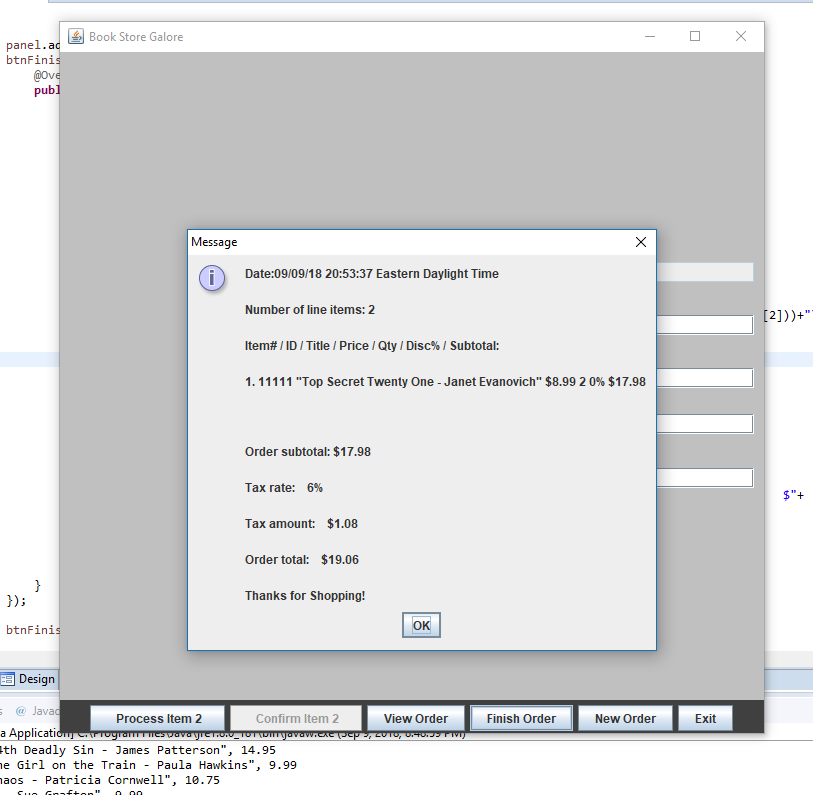 Book Store Galore
panel.ad
btnFinis
@Ove
publ
Message
Date:09/09/18 20:53:37 Eastern Daylight Time
Number of line items: 2
[2]))+"
Item# / ID / Title / Price / Qty / Disc% / Subtotal:
1. 11111 "Top Secret Twenty One - Janet Evanovich" $8.99 2 0% $17.98
Order subtotal: $17.98
Tax rate: 6%
$"+
Tax amount: $1.08
Order total: $19.06
}
Thanks for Shopping!
});
OK
btnFinis
Design
@ Javad
Process Item 2
Confirm Item 2
View Order
Finish Order
New Order
Exit
a Application] C:\Program Files\Java\jre1.8.0_181\bin\javaw.exe (Sep 9, 2018, 8:48:59 PM)
4th Deadly Sin - James Patterson", 14.95
ne Girl on the Train - Paula Hawkins", 9.99
haos - Patricia Cornwell", 10.75
Sue Grafton", 9.99